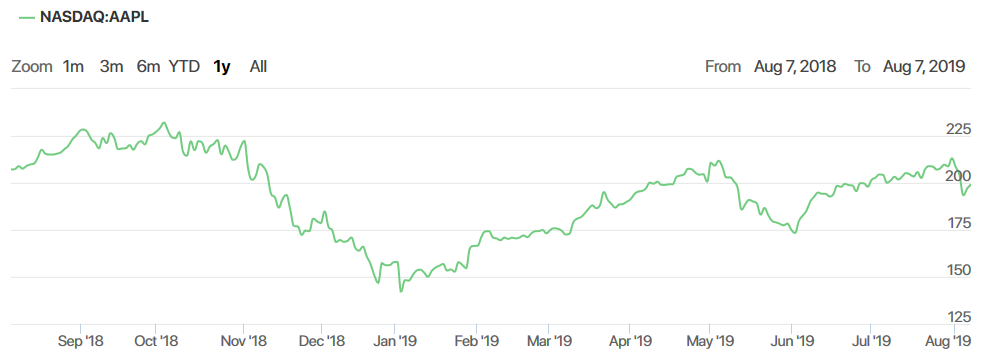 NASDAQ:AAPL
Zoom 1m 3m 6m YTD 1y All From Aug 7, 2018 To Aug 7, 2019
225
200
175
150
125
Sep '18 Oct '18 Nov '18 Dec '18 Jan '19 Feb '19 Mar '19 Apr '19 May '19 Jun '19 Jul '19 Aug '19